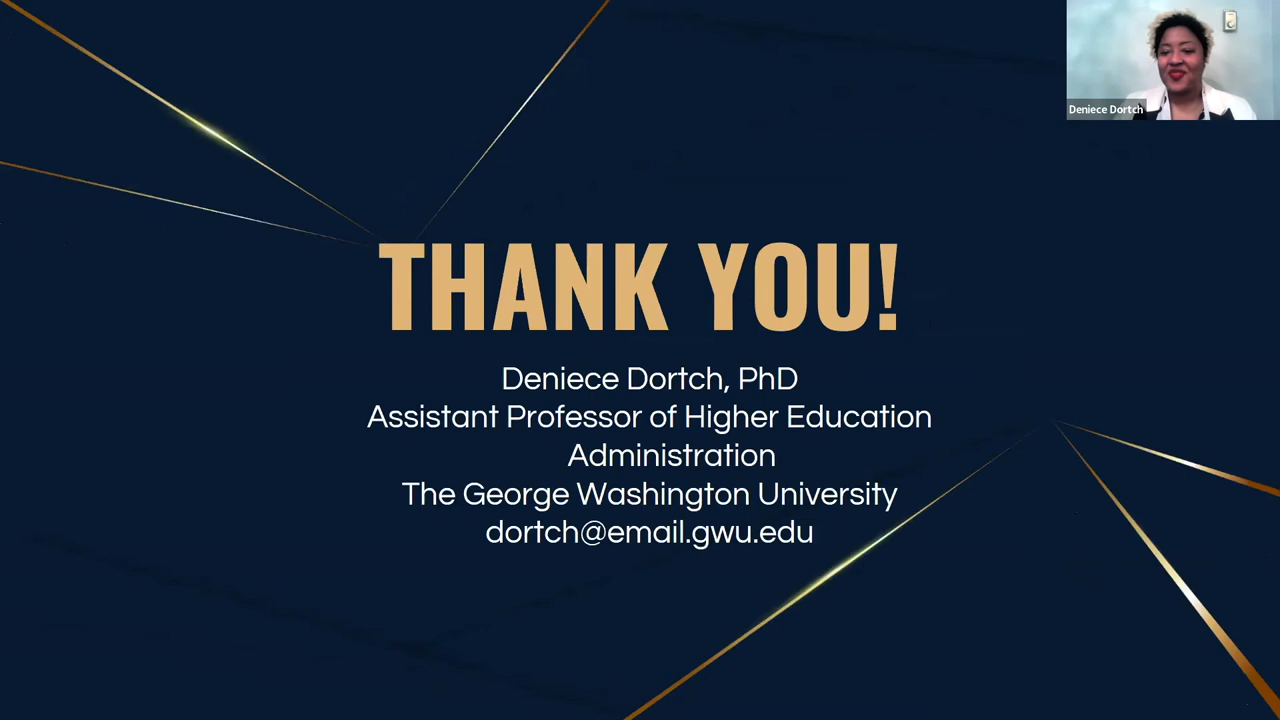 Deniece Dortch
THANK YOU!
Deniece Dortch, PhD
Assistant Professor of Higher Education
Administration
The George Washington University
dortch@email.gwu.edu